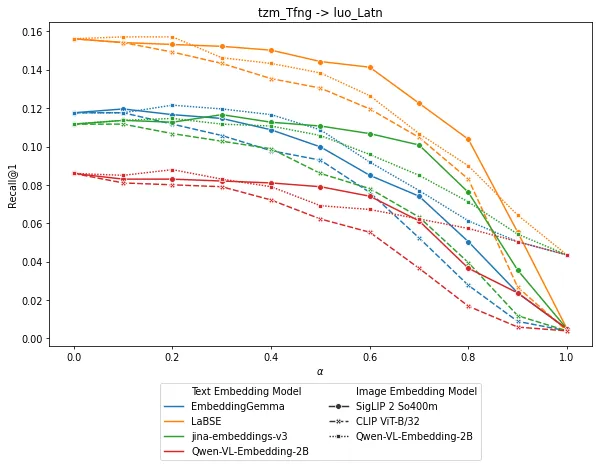 tzm_Tfng -> luo_Latn
Recall@1
0.16
0.14
0.12
0.10
0.08
0.06
0.04
0.02
0.00
0.0 0.2 0.4 0.6 0.8 1.0
α
Text Embedding Model
EmbeddingGemma
LaBSE
jina-embeddings-v3
Qwen-VL-Embedding-2B
Image Embedding Model
SigLIP 2 So400m
CLIP ViT-B/32
Qwen-VL-Embedding-2B